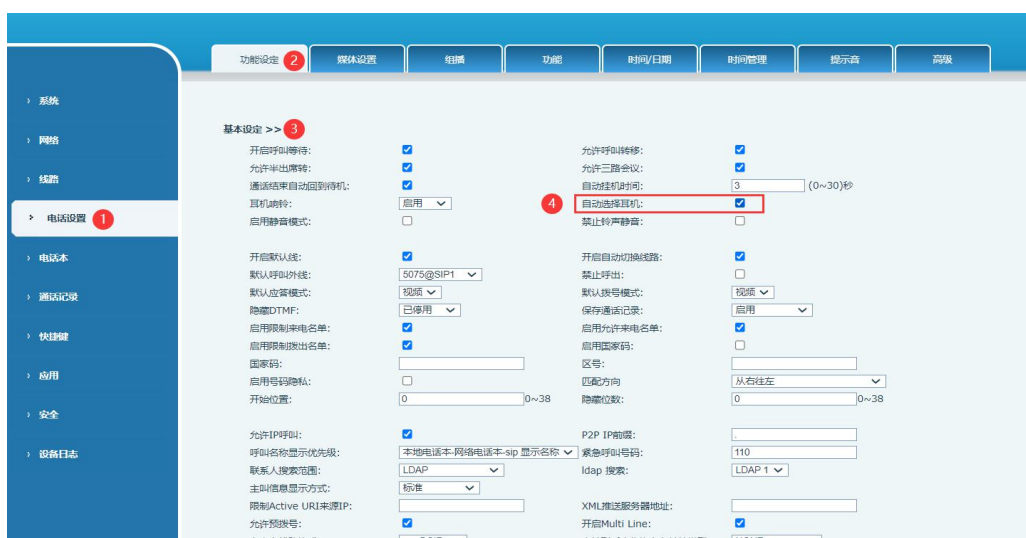 功能设定 2 媒体设置 组播 功能 时间/日期 时间管理 提示音 高级
› 系统
› 网络
› 线路
› 电话设置 1
› 电话本
› 通话记录
› 快捷键
› 应用
› 安全
› 设备日志
基本设定 >> 3
开启呼叫等待: 允许呼叫转移:
允许半出席转: 允许三路会议:
通话结束自动回到待机: 自动挂机时间: 3 (0~30)秒
耳机响铃: 启用 4 自动选择耳机:
启用静音模式: 禁止铃声静音:
开启默认线: 开启自动切换线路:
默认呼叫外线: 5075@SIP1 禁止呼出:
默认应答模式: 视频 默认拨号模式: 视频
隐藏DTMF: 已停用 保存通话记录: 启用
启用限制来电名单: 启用允许来电名单:
启用限制拨出名单: 启用国家码:
国家码: 区号:
启用号码隐私: 匹配方向 从右往左
开始位置: 0 0~38 隐藏位数: 0 0~38
允许IP呼叫: P2P IP前缀: .
呼叫名称显示优先级: 本地电话本-网络电话本-sip 显示名称 紧急呼叫号码: 110
联系人搜索范围: LDAP ldap 搜索: LDAP 1
主叫信息显示方式: 标准
限制Active URI来源IP: XML推送服务器地址:
允许预拨号: 开启Multi Line: